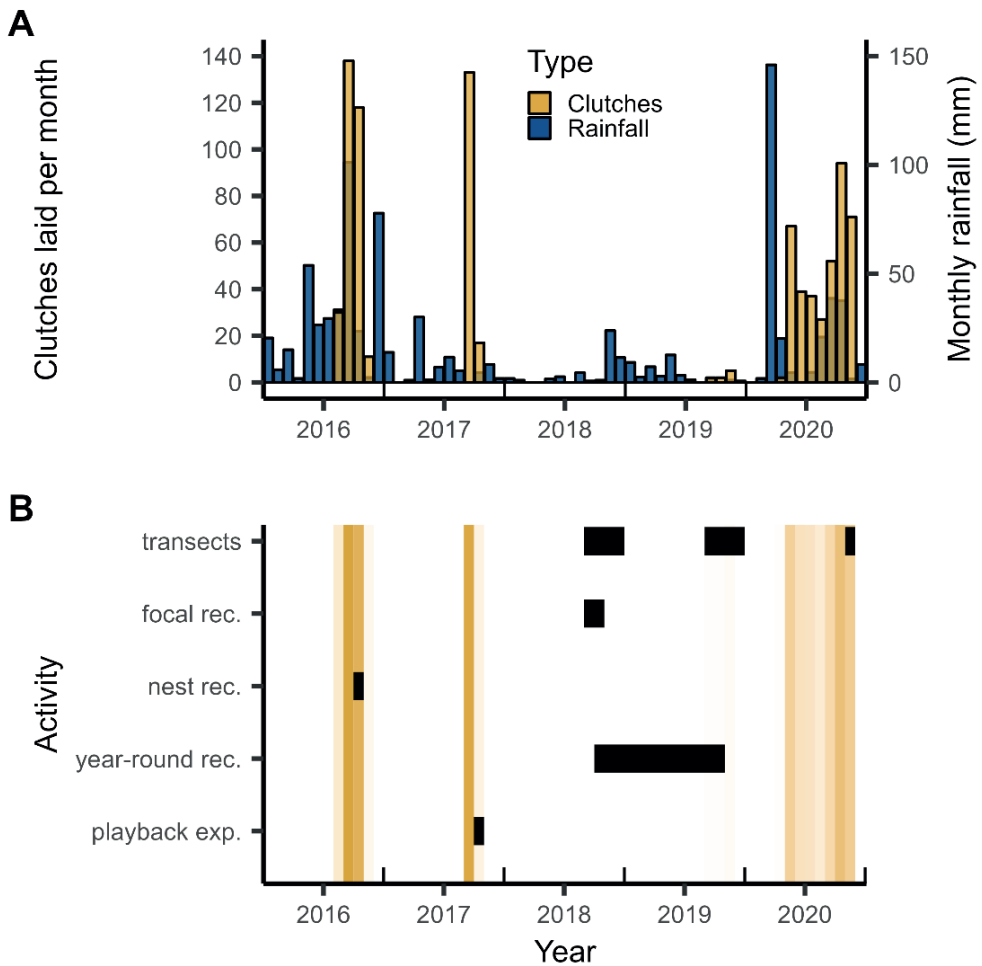 A
Clutches laid per month
140
120
100
80
60
40
20
0
Type
Clutches
Rainfall
150
100
50
0
Monthly rainfall (mm)
2016 2017 2018 2019 2020
B
Activity
transects
focal rec.
nest rec.
year-round rec.
playback exp.
2016 2017 2018 2019 2020
Year